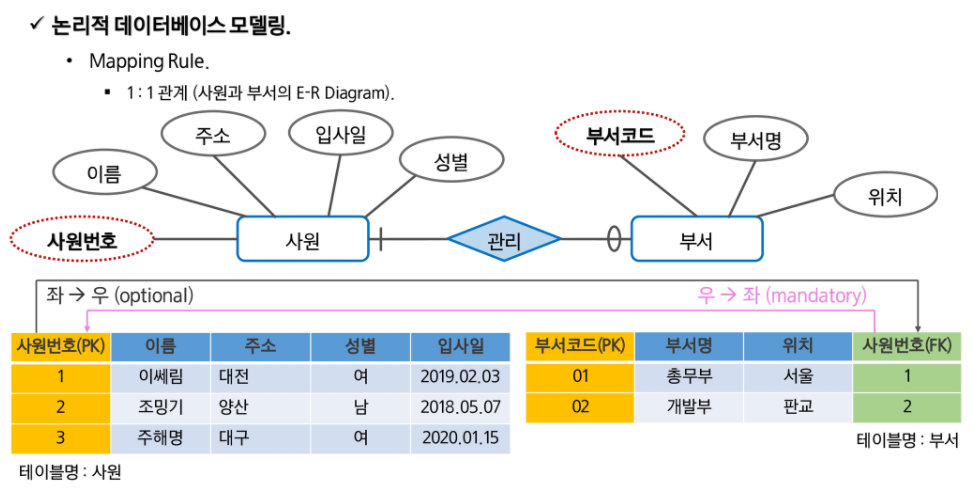 ✓ 논리적 데이터베이스 모델링.
• Mapping Rule.
▪ 1 : 1 관계 (사원과 부서의 E-R Diagram).
이름 주소 입사일 성별 부서코드 부서명 위치
사원번호 사원 관리 부서
좌 → 우 (optional) 우 → 좌 (mandatory)
사원번호(PK) 이름 주소 성별 입사일
1 이쎄림 대전 여 2019.02.03
2 조밍기 양산 남 2018.05.07
3 주해명 대구 여 2020.01.15
테이블명 : 사원
부서코드(PK) 부서명 위치 사원번호(FK)
01 총무부 서울 1
02 개발부 판교 2
테이블명 : 부서